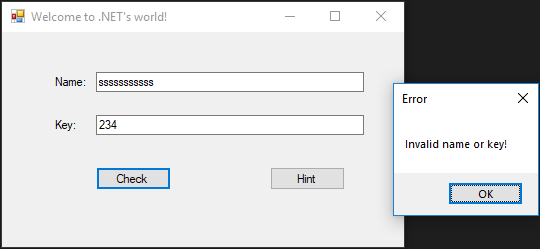 Welcome to .NET's world!
Name: sssssssssss
Key: 234
Check Hint
Error
Invalid name or key!
OK